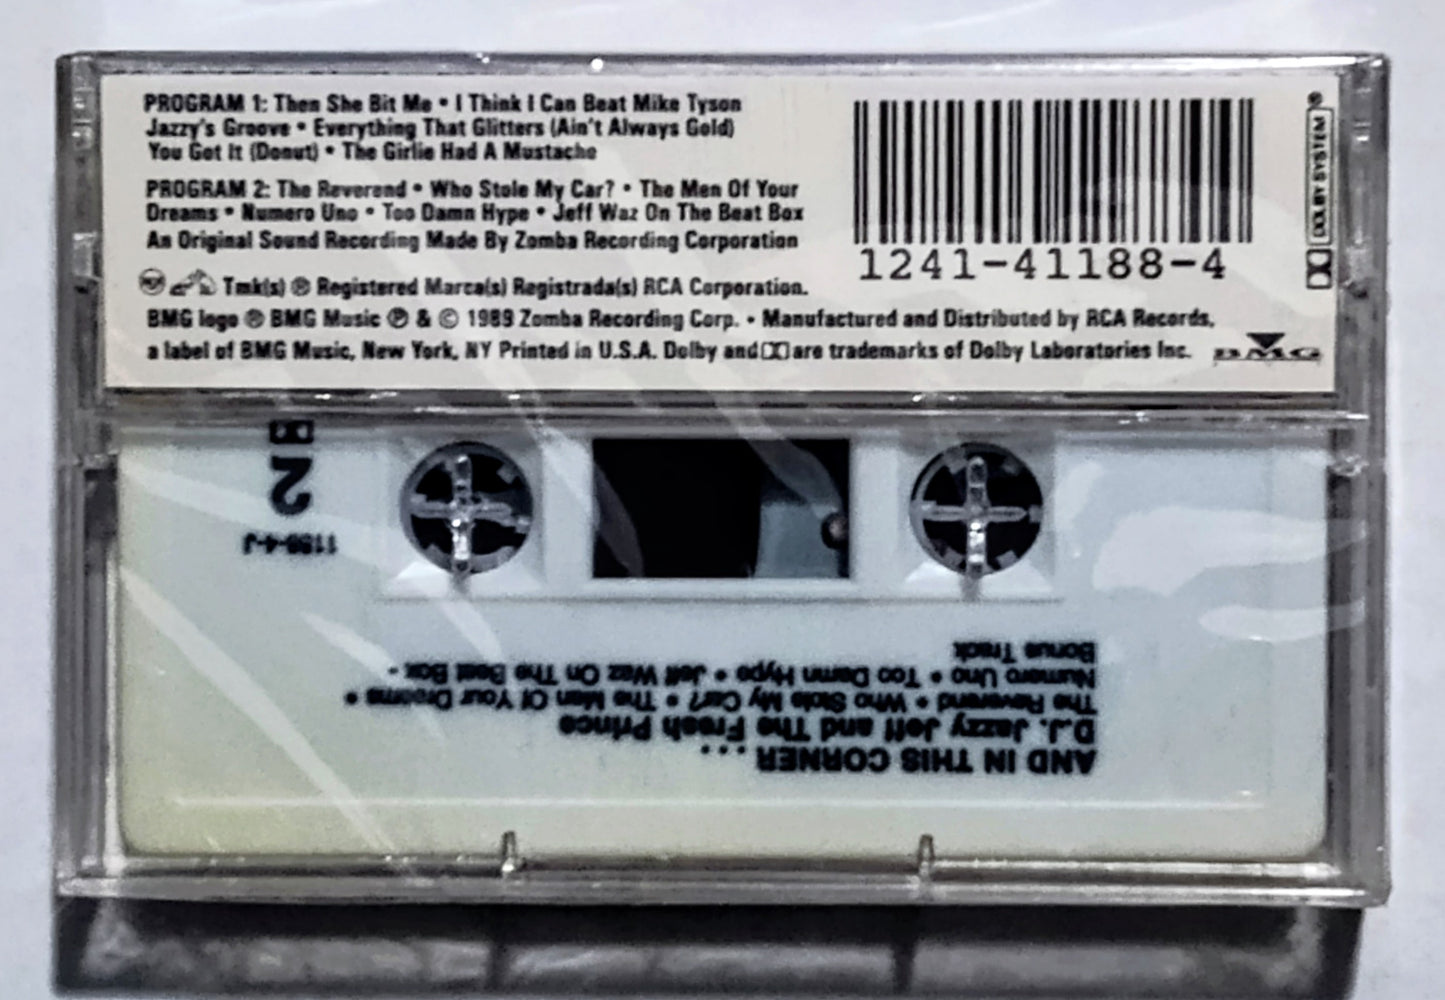 PROGRAM 1: Then She Bit Me • I Think I Can Beat Mike Tyson
Jazzy's Groove • Everything That Glitters (Ain't Always Gold)
You Got It (Donut) • The Girlie Had A Mustache
PROGRAM 2: The Reverend • Who Stole My Car? • The Men Of Your
Dreams • Numero Uno • Too Damn Hype • Jeff Waz On The Beat Box
An Original Sound Recording Made By Zomba Recording Corporation
Tmk(s) ® Registered Marca(s) Registrada(s) RCA Corporation.
BMG logo ® BMG Music ℗ & © 1989 Zomba Recording Corp. • Manufactured and Distributed by RCA Records,
a label of BMG Music, New York, NY Printed in U.S.A. Dolby and are trademarks of Dolby Laboratories Inc.
BMG
1241-41188-4
DOLBY SYSTEM ®
AND IN THIS CORNER ...
D.J. Jazzy Jeff and The Fresh Prince
The Reverend • Who Stole My Car? • The Men Of Your Dreams •
Numero Uno • Too Damn Hype • Jeff Waz On The Beat Box -
Bonus Track
1188-4-J
2